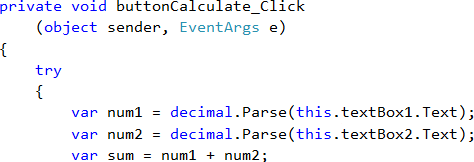 private void buttonCalculate_Click
(object sender, EventArgs e)
{
try
{
var num1 = decimal.Parse(this.textBox1.Text);
var num2 = decimal.Parse(this.textBox2.Text);
var sum = num1 + num2;